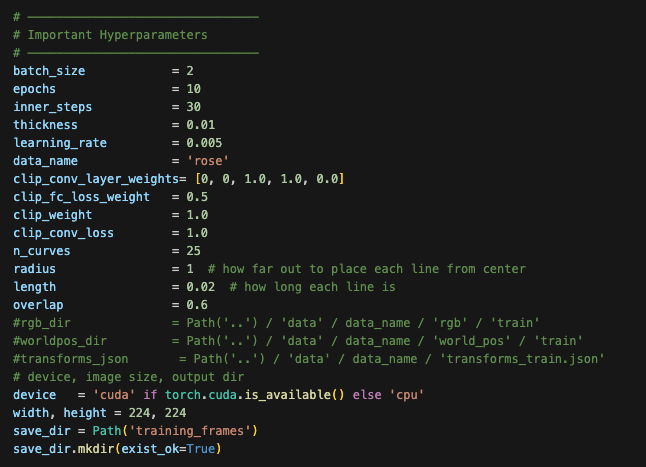 # ─────────────────────────────────
# Important Hyperparameters
# ─────────────────────────────────
batch_size            = 2
epochs                = 10
inner_steps           = 30
thickness             = 0.01
learning_rate         = 0.005
data_name             = 'rose'
clip_conv_layer_weights= [0, 0, 1.0, 1.0, 0.0]
clip_fc_loss_weight   = 0.5
clip_weight           = 1.0
clip_conv_loss        = 1.0
n_curves              = 25
radius                = 1  # how far out to place each line from center
length                = 0.02  # how long each line is
overlap               = 0.6
#rgb_dir              = Path('..') / 'data' / data_name / 'rgb' / 'train'
#worldpos_dir         = Path('..') / 'data' / data_name / 'world_pos' / 'train'
#transforms_json       = Path('..') / 'data' / data_name / 'transforms_train.json'
# device, image size, output dir
device   = 'cuda' if torch.cuda.is_available() else 'cpu'
width, height = 224, 224
save_dir = Path('training_frames')
save_dir.mkdir(exist_ok=True)